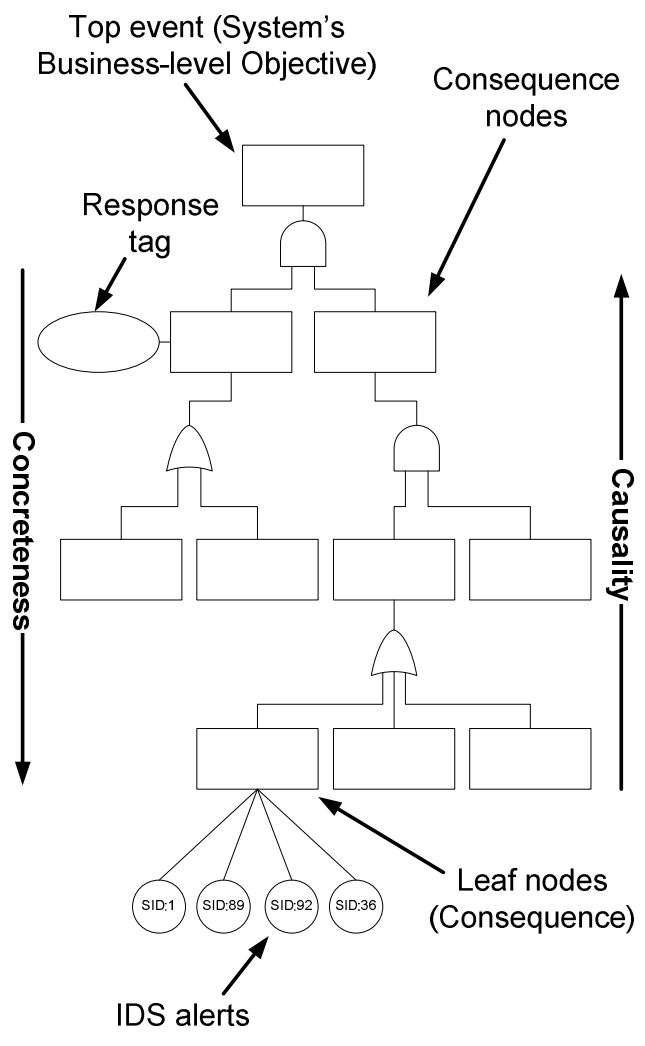 Top event (System's
Business-level Objective)
Consequence
nodes
Response
tag
Concreteness
Causality
SID:1
SID:89
SID:92
SID:36
Leaf nodes
(Consequence)
IDS alerts